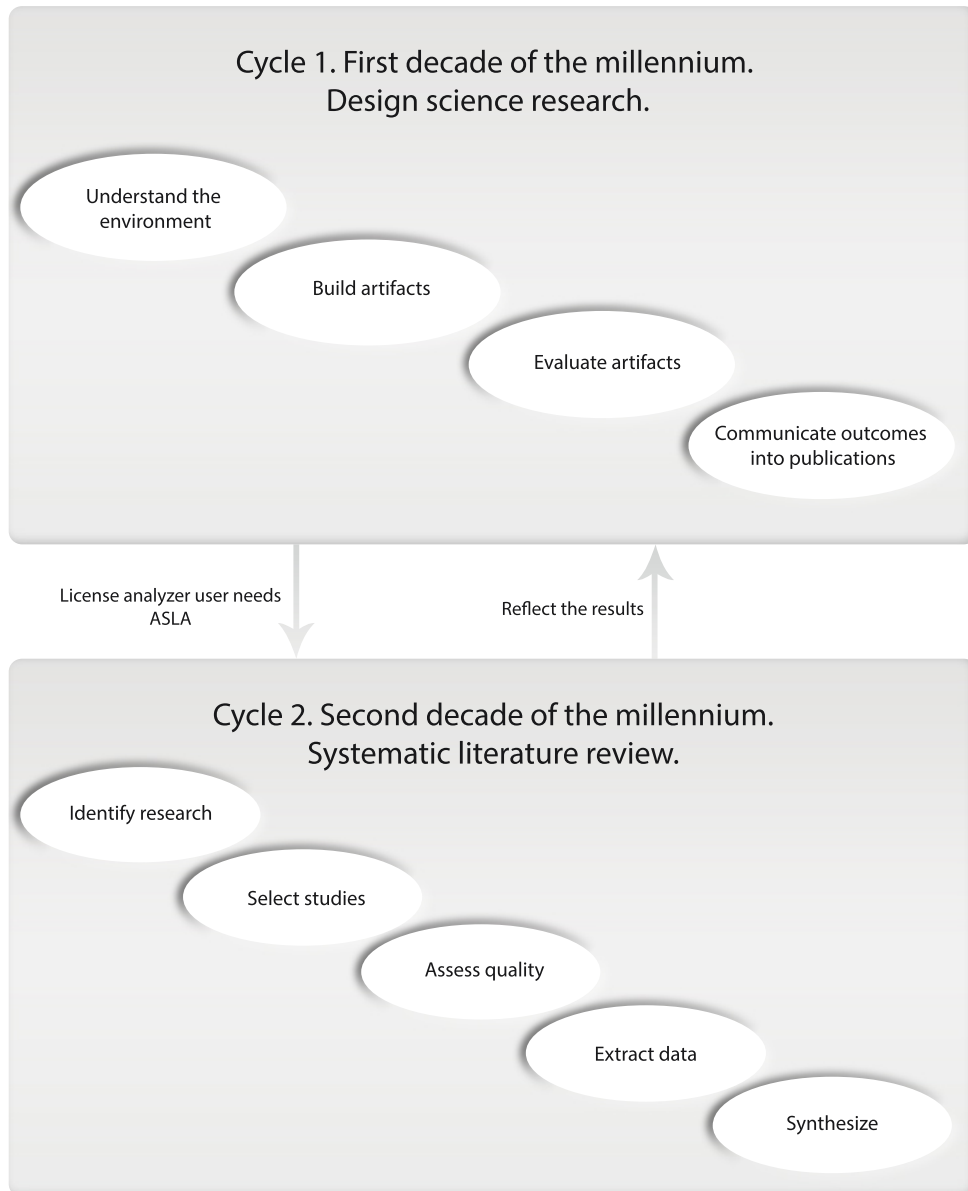 Cycle 1. First decade of the millennium.
Design science research.
Understand the
environment
Build artifacts
Evaluate artifacts
Communicate outcomes
into publications
License analyzer user needs
ASLA
Reflect the results
Cycle 2. Second decade of the millennium.
Systematic literature review.
Identify research
Select studies
Assess quality
Extract data
Synthesize